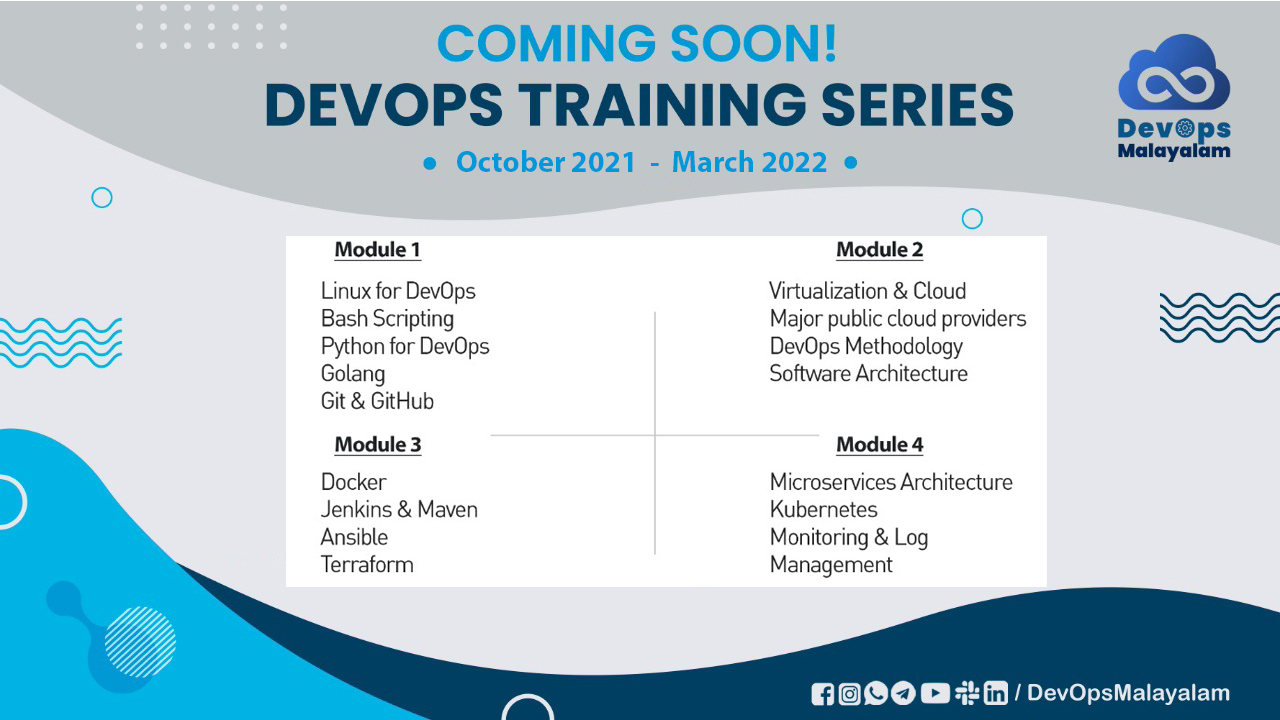 COMING SOON!
DEVOPS TRAINING SERIES
• October 2021 - March 2022 •
DevOps
Malayalam
Module 1
Linux for DevOps
Bash Scripting
Python for DevOps
Golang
Git & GitHub
Module 2
Virtualization & Cloud
Major public cloud providers
DevOps Methodology
Software Architecture
Module 3
Docker
Jenkins & Maven
Ansible
Terraform
Module 4
Microservices Architecture
Kubernetes
Monitoring & Log
Management
/ DevOpsMalayalam